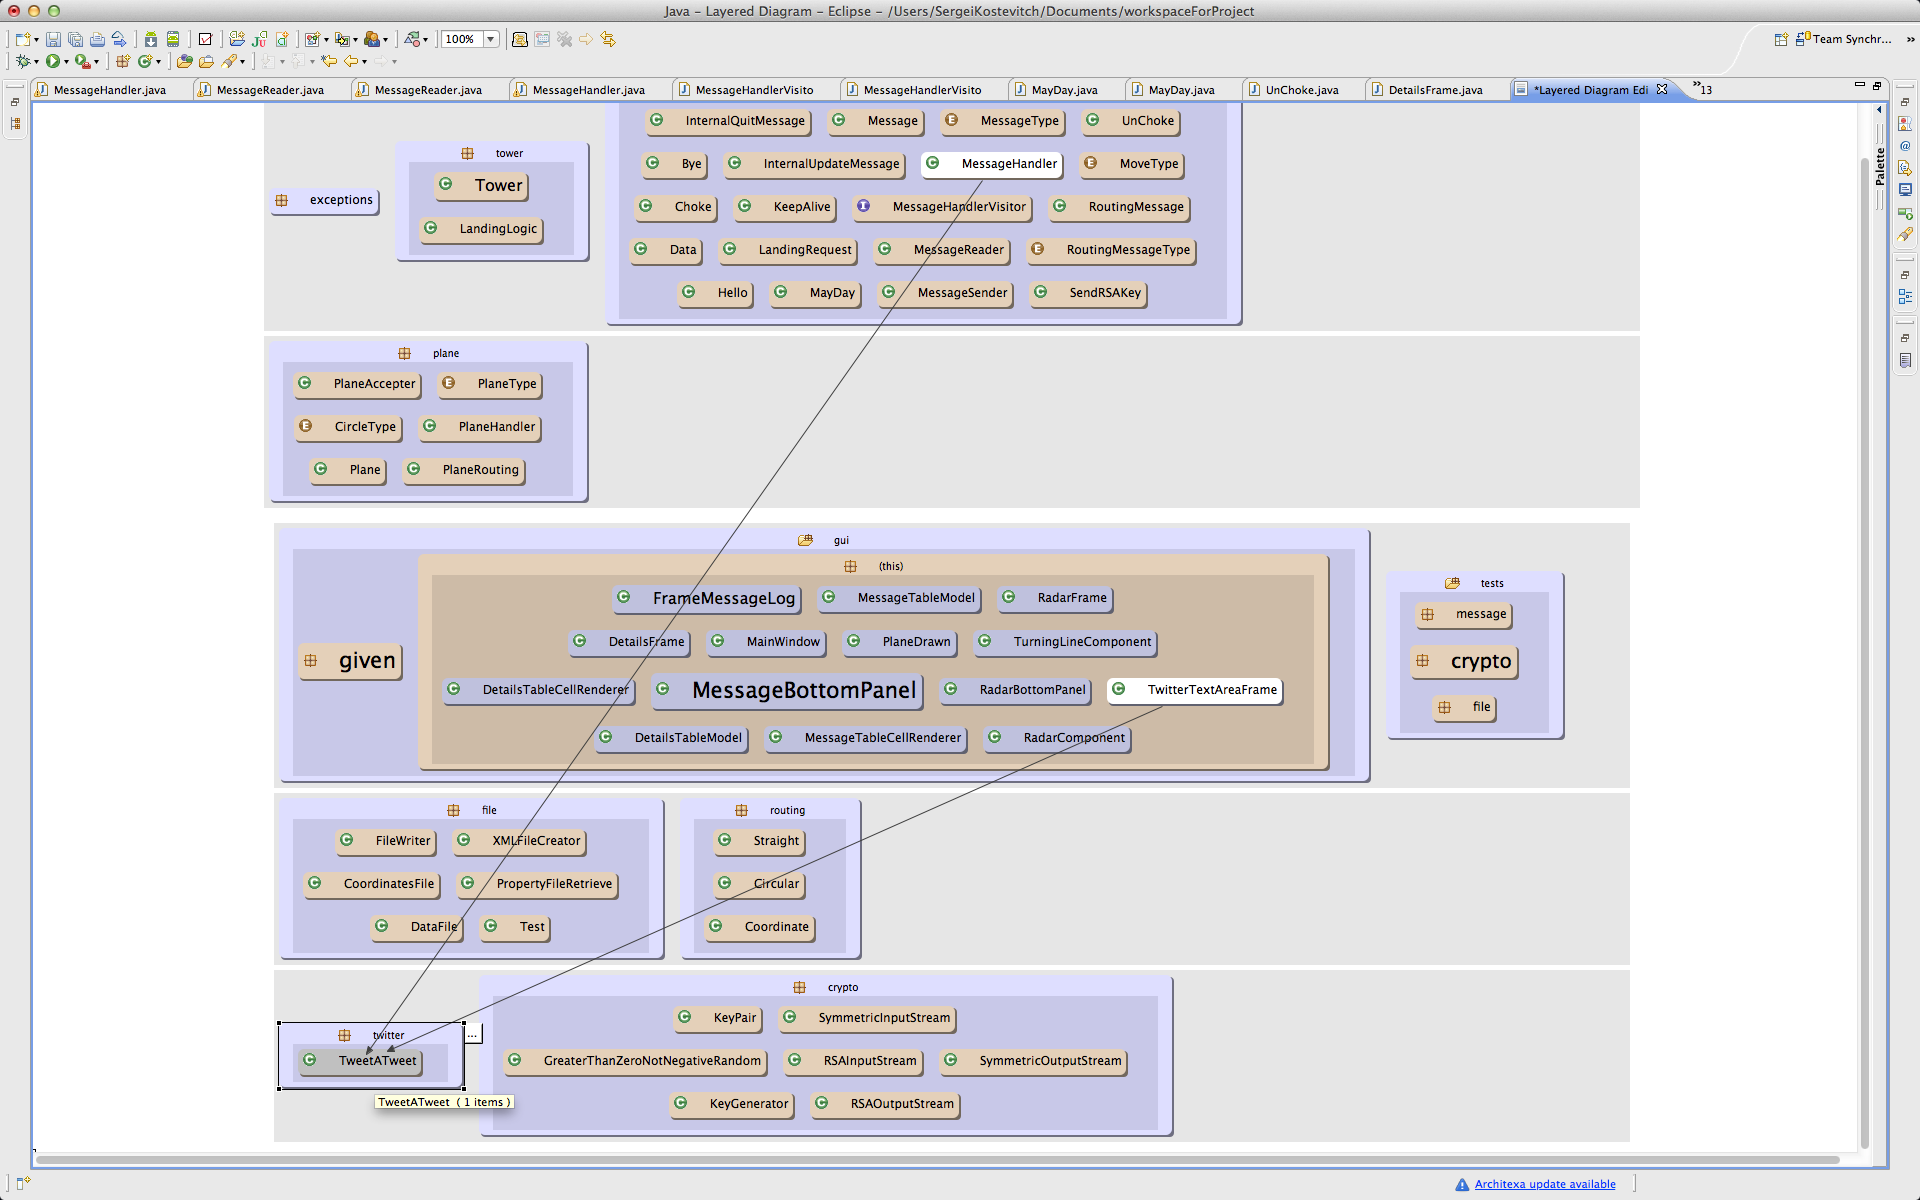 Java – Layered Diagram – Eclipse – /Users/SergeiKostevitch/Documents/workspaceForProject
100%
Team Synchr...
»
MessageHandler.java
MessageReader.java
MessageReader.java
MessageHandler.java
MessageHandlerVisito
MessageHandlerVisito
MayDay.java
MayDay.java
UnChoke.java
DetailsFrame.java
*Layered Diagram Edi
»13
Palette
InternalQuitMessage
Message
MessageType
UnChoke
Bye
InternalUpdateMessage
MessageHandler
MoveType
Choke
KeepAlive
MessageHandlerVisitor
RoutingMessage
Data
LandingRequest
MessageReader
RoutingMessageType
Hello
MayDay
MessageSender
SendRSAKey
exceptions
tower
Tower
LandingLogic
plane
PlaneAccepter
PlaneType
CircleType
PlaneHandler
Plane
PlaneRouting
gui
(this)
given
FrameMessageLog
MessageTableModel
RadarFrame
DetailsFrame
MainWindow
PlaneDrawn
TurningLineComponent
DetailsTableCellRenderer
MessageBottomPanel
RadarBottomPanel
TwitterTextAreaFrame
DetailsTableModel
MessageTableCellRenderer
RadarComponent
tests
message
crypto
file
file
FileWriter
XMLFileCreator
CoordinatesFile
PropertyFileRetrieve
DataFile
Test
routing
Straight
Circular
Coordinate
twitter
...
TweetATweet
TweetATweet ( 1 items )
crypto
KeyPair
SymmetricInputStream
GreaterThanZeroNotNegativeRandom
RSAInputStream
SymmetricOutputStream
KeyGenerator
RSAOutputStream
Architexa update available